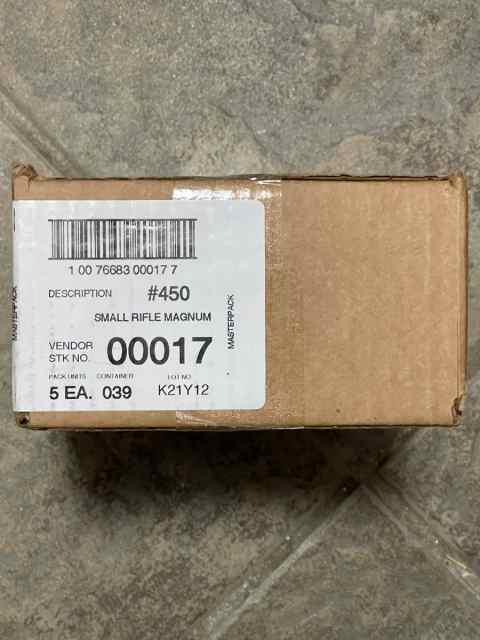 1 00 76683 00017 7
DESCRIPTION #450
SMALL RIFLE MAGNUM
VENDOR
STK NO. 00017
PACK UNITS CONTAINER LOT NO
5 EA. 039 K21Y12
MASTERPACK
MASTERPACK